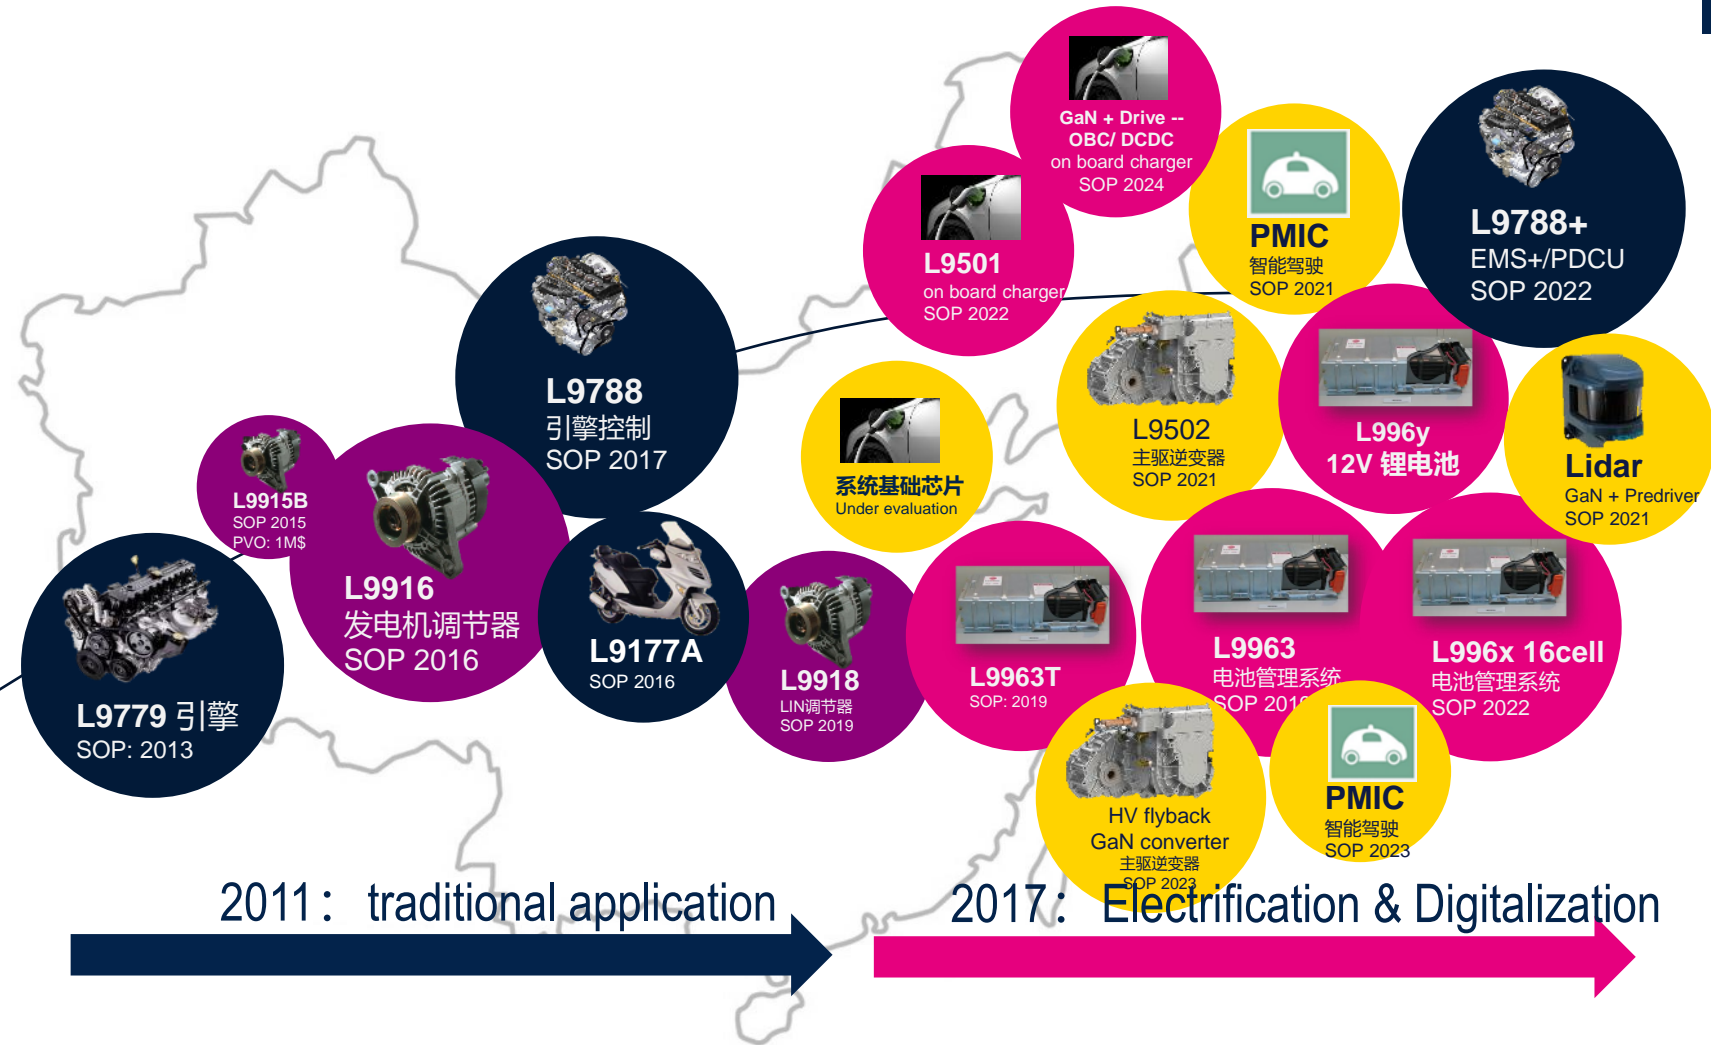 GaN + Drive --
OBC/ DCDC
on board charger
SOP 2024
L9501
on board charger
SOP 2022
PMIC
智能驾驶
SOP 2021
L9788+
EMS+/PDCU
SOP 2022
L9788
引擎控制
SOP 2017
L9502
主驱逆变器
SOP 2021
L996y
12V 锂电池
Lidar
GaN + Predriver
SOP 2021
系统基础芯片
Under evaluation
L9915B
SOP 2015
PVO: 1M$
L9916
发电机调节器
SOP 2016
L9177A
SOP 2016
L9918
LIN调节器
SOP 2019
L9963T
SOP: 2019
L9963
电池管理系统
SOP 2019
L996x 16cell
电池管理系统
SOP 2022
L9779 引擎
SOP: 2013
HV flyback
GaN converter
主驱逆变器
SOP 2023
PMIC
智能驾驶
SOP 2023
2011： traditional application
2017： Electrification & Digitalization